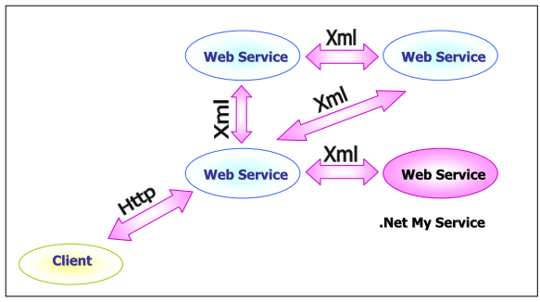 Xml
Web Service
Web Service
Xml
Xml
Xml
Web Service
Web Service
Http
.Net My Service
Client